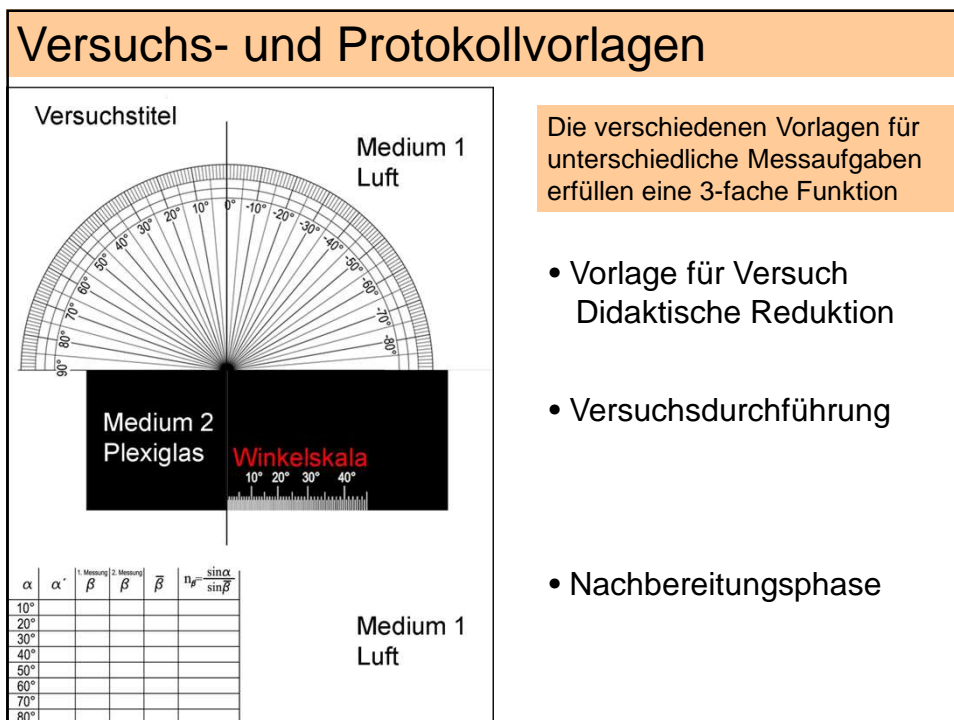 Versuchs- und Protokollvorlagen
Versuchstitel
Medium 1
Luft
90° 80° 70° 60° 50° 40° 30° 20° 10° 0° -10° -20° -30° -40° -50° -60° -70° -80°
Medium 2
Plexiglas
Winkelskala
10° 20° 30° 40°
α α´ 1. Messung β 2. Messung β β̅ nᵦ= sinα / sinβ̅
10°
20°
30°
40°
50°
60°
70°
80°
Medium 1
Luft
Die verschiedenen Vorlagen für
unterschiedliche Messaufgaben
erfüllen eine 3-fache Funktion
• Vorlage für Versuch
Didaktische Reduktion
• Versuchsdurchführung
• Nachbereitungsphase